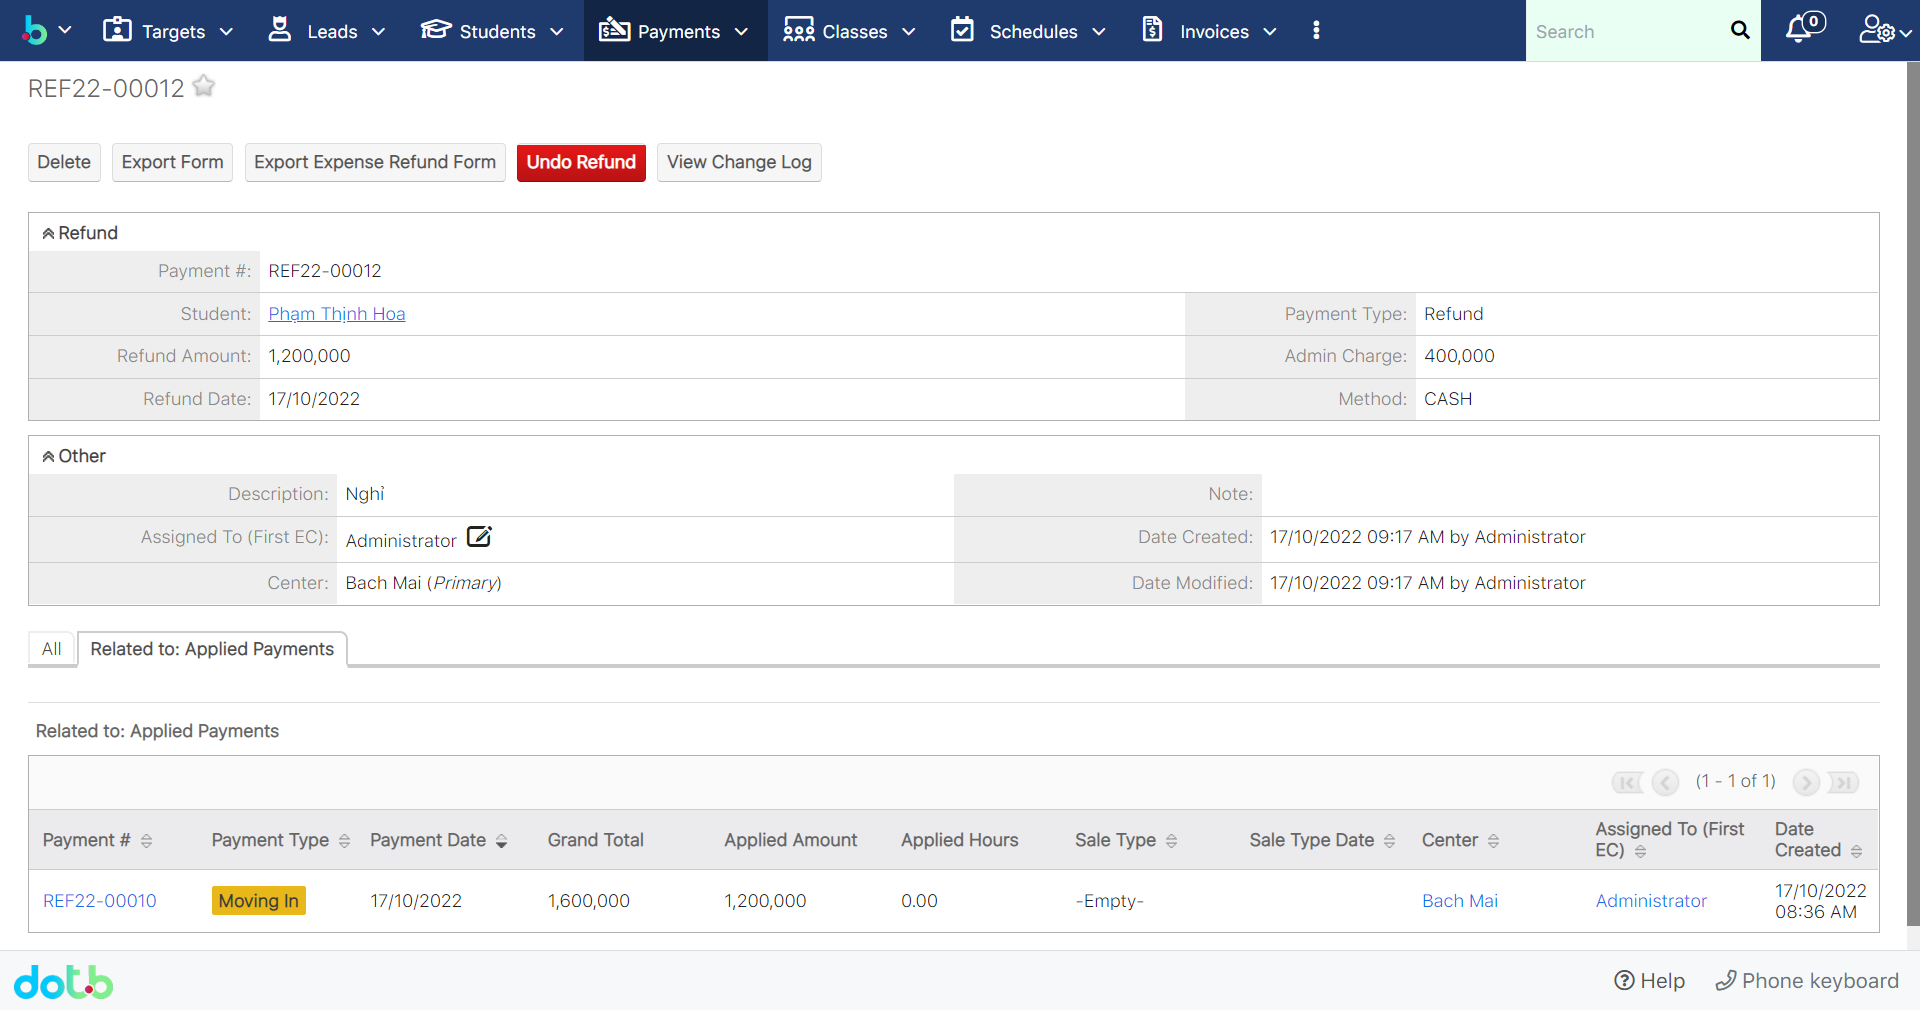 Targets Leads Students Payments Classes Schedules Invoices Search 0
REF22-00012
Delete Export Form Export Expense Refund Form Undo Refund View Change Log
Refund
Payment #: REF22-00012
Student: Phạm Thịnh Hoa Payment Type: Refund
Refund Amount: 1,200,000 Admin Charge: 400,000
Refund Date: 17/10/2022 Method: CASH
Other
Description: Nghỉ Note:
Assigned To (First EC): Administrator Date Created: 17/10/2022 09:17 AM by Administrator
Center: Bach Mai (Primary) Date Modified: 17/10/2022 09:17 AM by Administrator
All Related to: Applied Payments
Related to: Applied Payments
(1 - 1 of 1)
Payment # Payment Type Payment Date Grand Total Applied Amount Applied Hours Sale Type Sale Type Date Center Assigned To (First EC) Date Created
REF22-00010 Moving In 17/10/2022 1,600,000 1,200,000 0.00 -Empty- Bach Mai Administrator 17/10/2022 08:36 AM
dotb Help Phone keyboard